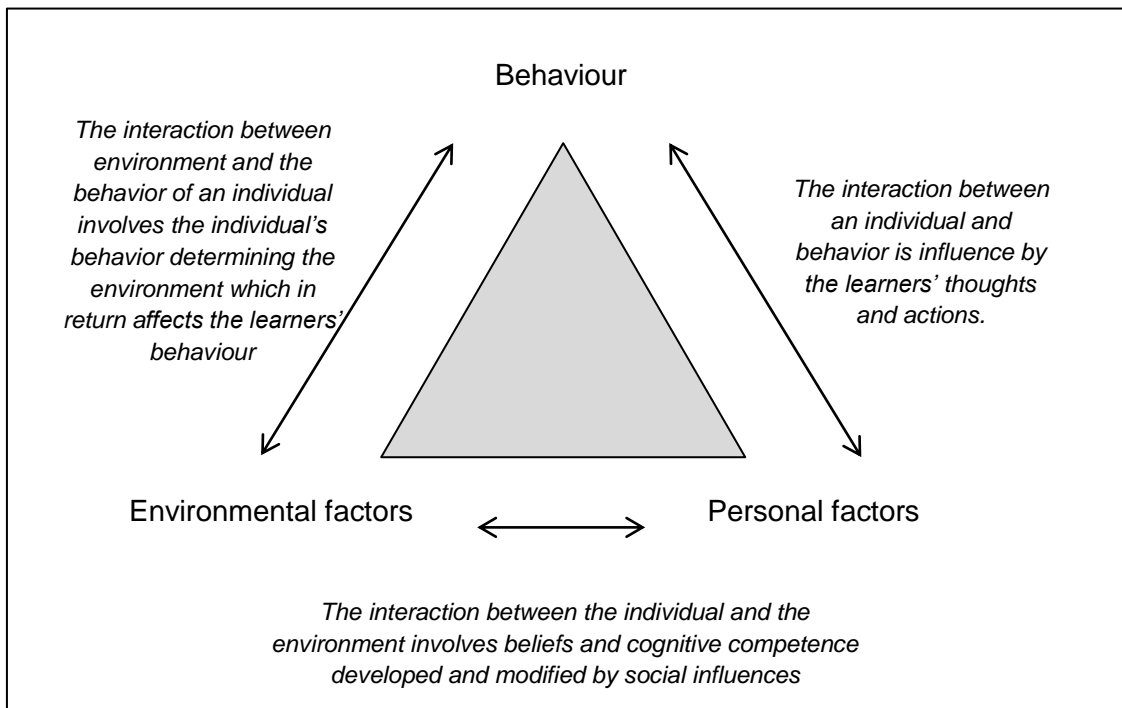 Behaviour
The interaction between
environment and the
behavior of an individual
involves the individual’s
behavior determining the
environment which in
return affects the learners’
behaviour
The interaction between
an individual and
behavior is influence by
the learners’ thoughts
and actions.
Environmental factors
Personal factors
The interaction between the individual and the
environment involves beliefs and cognitive competence
developed and modified by social influences